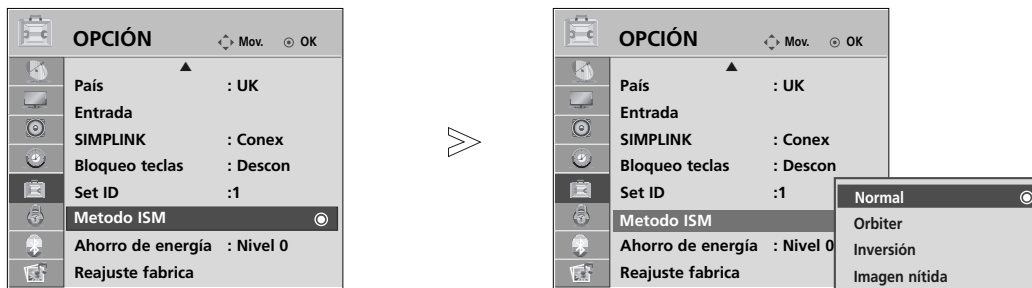 OPCIÓN Mov. OK
País : UK
Entrada
SIMPLINK : Conex
Bloqueo teclas : Descon
Set ID :1
Metodo ISM
Ahorro de energía : Nivel 0
Reajuste fabrica
OPCIÓN Mov. OK
País : UK
Entrada
SIMPLINK : Conex
Bloqueo teclas : Descon
Set ID :1
Metodo ISM
Ahorro de energía : Nivel 0
Reajuste fabrica
Normal
Orbiter
Inversión
Imagen nítida